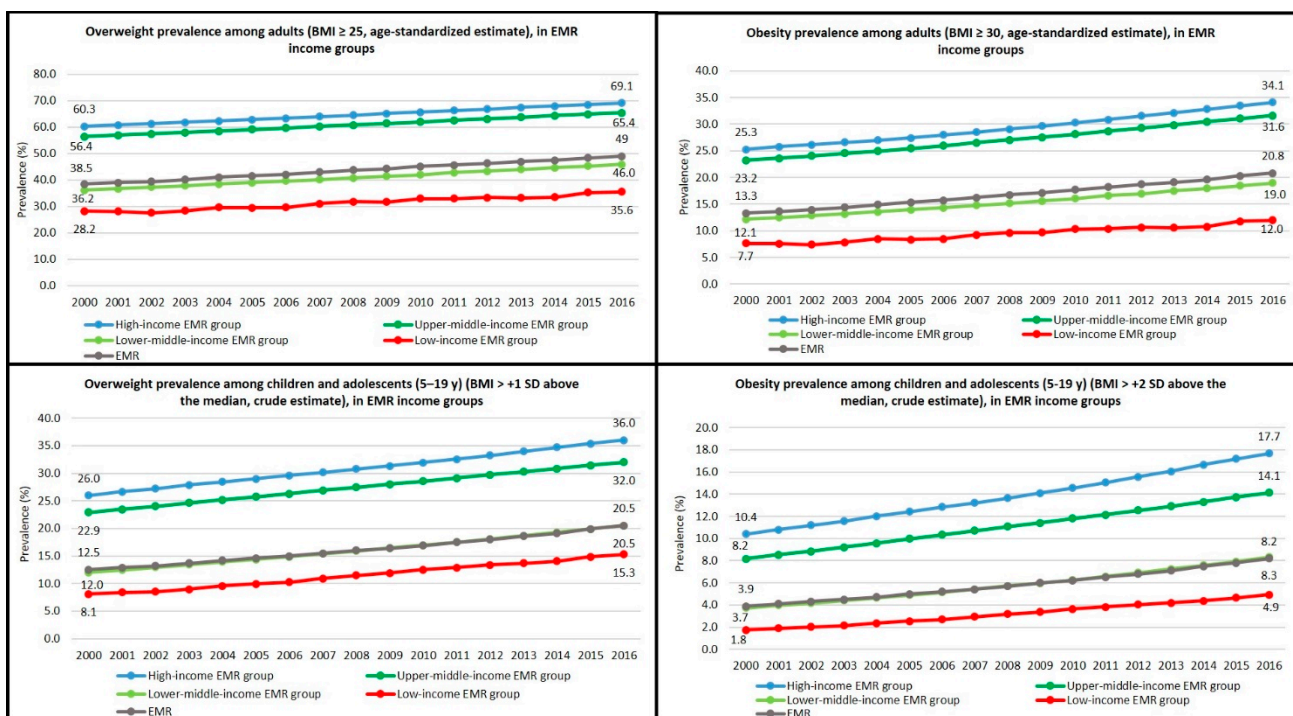 Overweight prevalence among adults (BMI ≥ 25, age-standardized estimate), in EMR
income groups
Prevalence (%)
80.0
70.0
60.0
50.0
40.0
30.0
20.0
10.0
0.0
60.3
56.4
38.5
36.2
28.2
69.1
65.4
49
46.0
35.6
2000 2001 2002 2003 2004 2005 2006 2007 2008 2009 2010 2011 2012 2013 2014 2015 2016
High-income EMR group Upper-middle-income EMR group
Lower-middle-income EMR group Low-income EMR group
EMR
Obesity prevalence among adults (BMI ≥ 30, age-standardized estimate), in EMR
income groups
Prevalence (%)
40.0
35.0
30.0
25.0
20.0
15.0
10.0
5.0
0.0
25.3
23.2
13.3
12.1
7.7
34.1
31.6
20.8
19.0
12.0
2000 2001 2002 2003 2004 2005 2006 2007 2008 2009 2010 2011 2012 2013 2014 2015 2016
High-income EMR group Upper-middle-income EMR group
Lower-middle-income EMR group Low-income EMR group
EMR
Overweight prevalence among children and adolescents (5–19 y) (BMI > +1 SD above
the median, crude estimate), in EMR income groups
Prevalence (%)
40.0
35.0
30.0
25.0
20.0
15.0
10.0
5.0
0.0
26.0
22.9
12.5
12.0
8.1
36.0
32.0
20.5
20.5
15.3
2000 2001 2002 2003 2004 2005 2006 2007 2008 2009 2010 2011 2012 2013 2014 2015 2016
High-income EMR group Upper-middle-income EMR group
Lower-middle-income EMR group Low-income EMR group
EMR
Obesity prevalence among children and adolescents (5-19 y) (BMI > +2 SD above the
median, crude estimate), in EMR income groups
Prevalence (%)
20.0
18.0
16.0
14.0
12.0
10.0
8.0
6.0
4.0
2.0
0.0
10.4
8.2
3.9
3.7
1.8
17.7
14.1
8.2
8.3
4.9
2000 2001 2002 2003 2004 2005 2006 2007 2008 2009 2010 2011 2012 2013 2014 2015 2016
High-income EMR group Upper-middle-income EMR group
Lower-middle-income EMR group Low-income EMR group
EMR